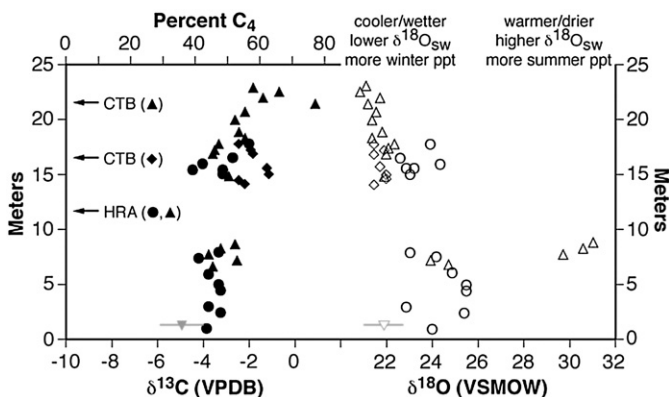 Percent C4
0 20 40 60 80
cooler/wetter
lower δ18OSW
more winter ppt
warmer/drier
higher δ18OSW
more summer ppt
25
20
15
10
5
0
Meters
CTB (▲)
CTB (◆)
HRA (●,▲)
25
20
15
10
5
0
Meters
-10 -8 -6 -4 -2 0 20 22 24 26 28 30 32
δ13C (VPDB)
δ18O (VSMOW)